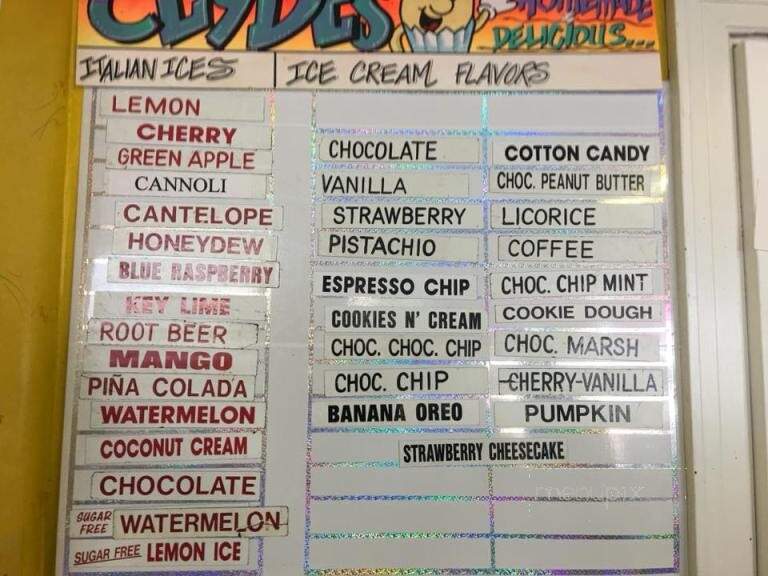 CLYDES
HOMEMADE
DELICIOUS...
ITALIAN ICES
ICE CREAM FLAVORS
LEMON
CHERRY
GREEN APPLE
CANNOLI
CANTELOPE
HONEYDEW
BLUE RASPBERRY
KEY LIME
ROOT BEER
MANGO
PIÑA COLADA
WATERMELON
COCONUT CREAM
CHOCOLATE
SUGAR FREE WATERMELON
SUGAR FREE LEMON ICE
CHOCOLATE
VANILLA
STRAWBERRY
PISTACHIO
ESPRESSO CHIP
COOKIES N' CREAM
CHOC. CHOC. CHIP
CHOC. CHIP
BANANA OREO
COTTON CANDY
CHOC. PEANUT BUTTER
LICORICE
COFFEE
CHOC. CHIP MINT
COOKIE DOUGH
CHOC. MARSH
CHERRY-VANILLA
PUMPKIN
STRAWBERRY CHEESECAKE
menupix